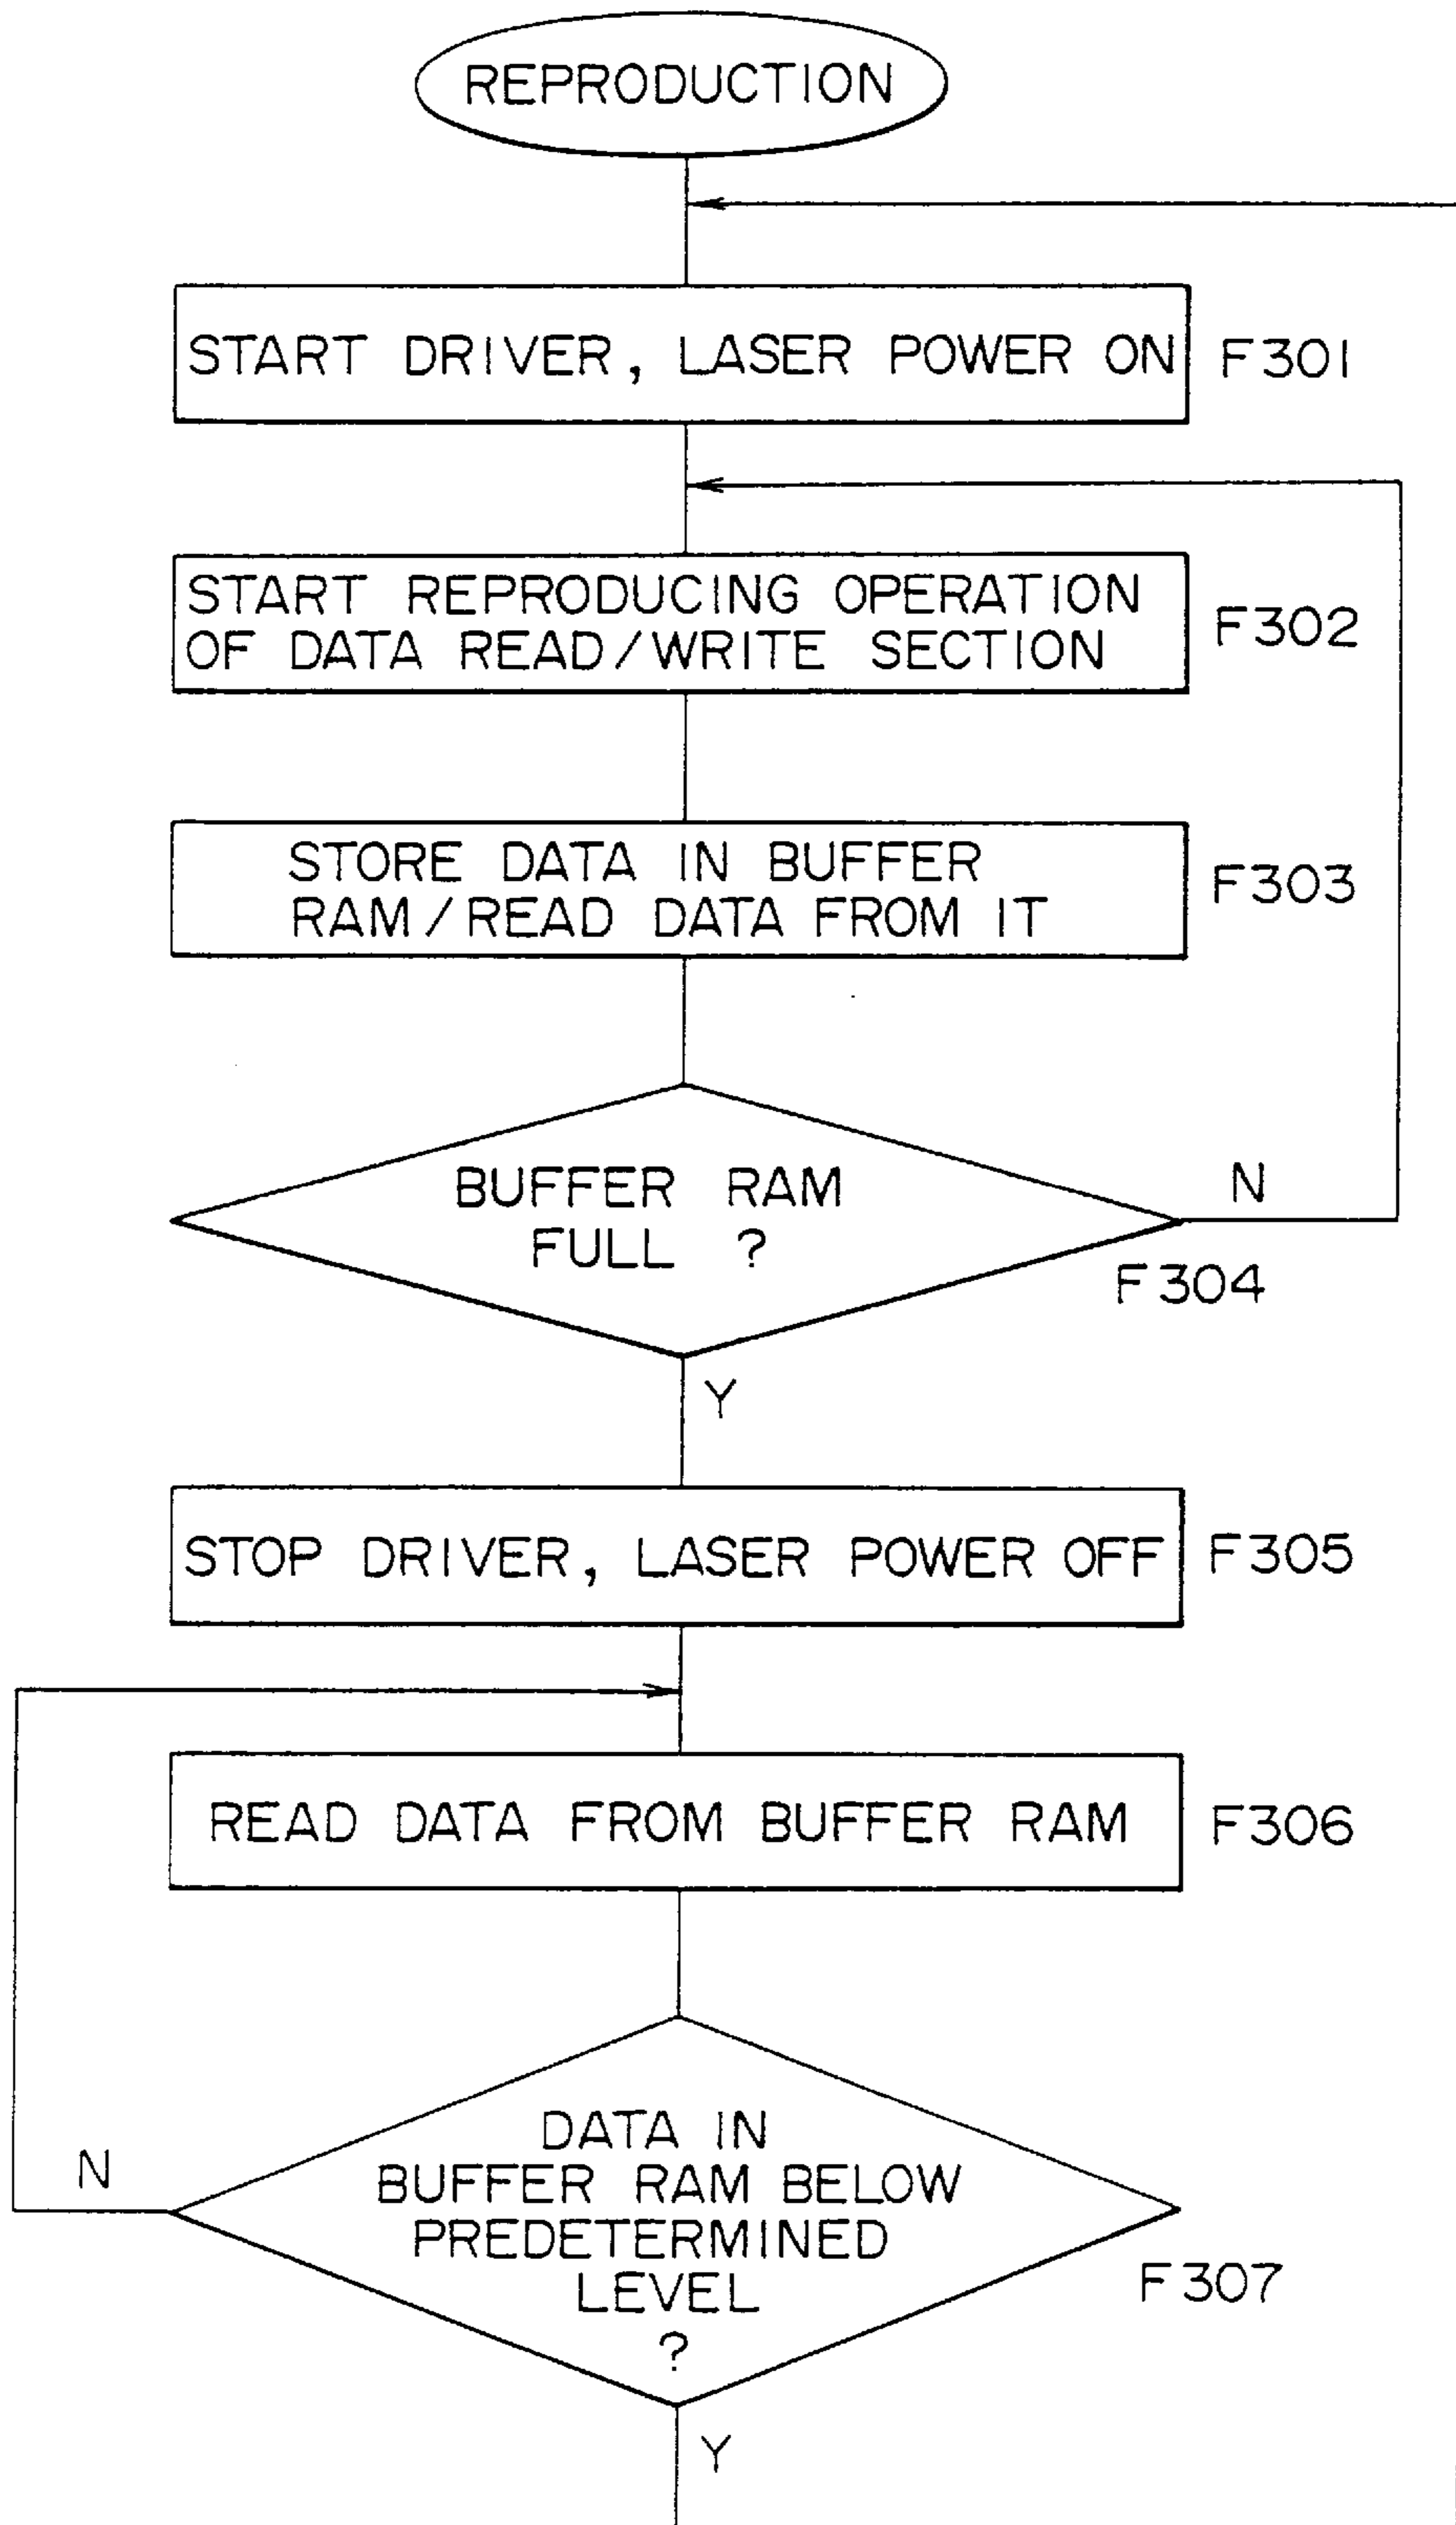 REPRODUCTION
START DRIVER, LASER POWER ON
F301
START REPRODUCING OPERATION
OF DATA READ/WRITE SECTION
F302
STORE DATA IN BUFFER
RAM/READ DATA FROM IT
F303
BUFFER RAM
FULL ?
N
F304
Y
STOP DRIVER, LASER POWER OFF
F305
READ DATA FROM BUFFER RAM
F306
DATA IN
BUFFER RAM BELOW
PREDETERMINED
LEVEL
?
N
F307
Y